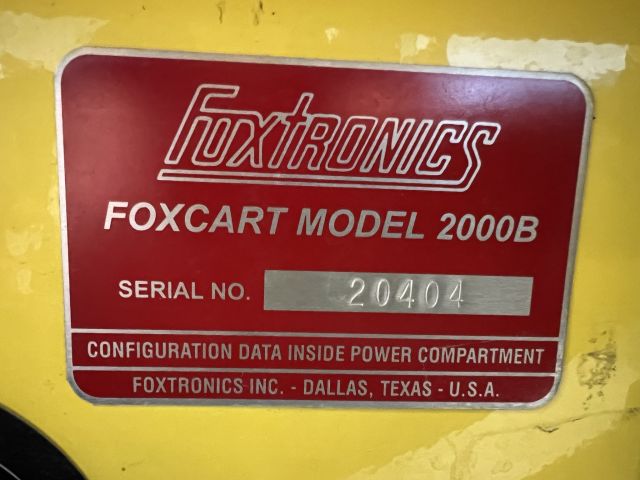 FOXTRONICS
FOXCART MODEL 2000B
SERIAL NO. 20404
CONFIGURATION DATA INSIDE POWER COMPARTMENT
FOXTRONICS INC. - DALLAS, TEXAS - U.S.A.